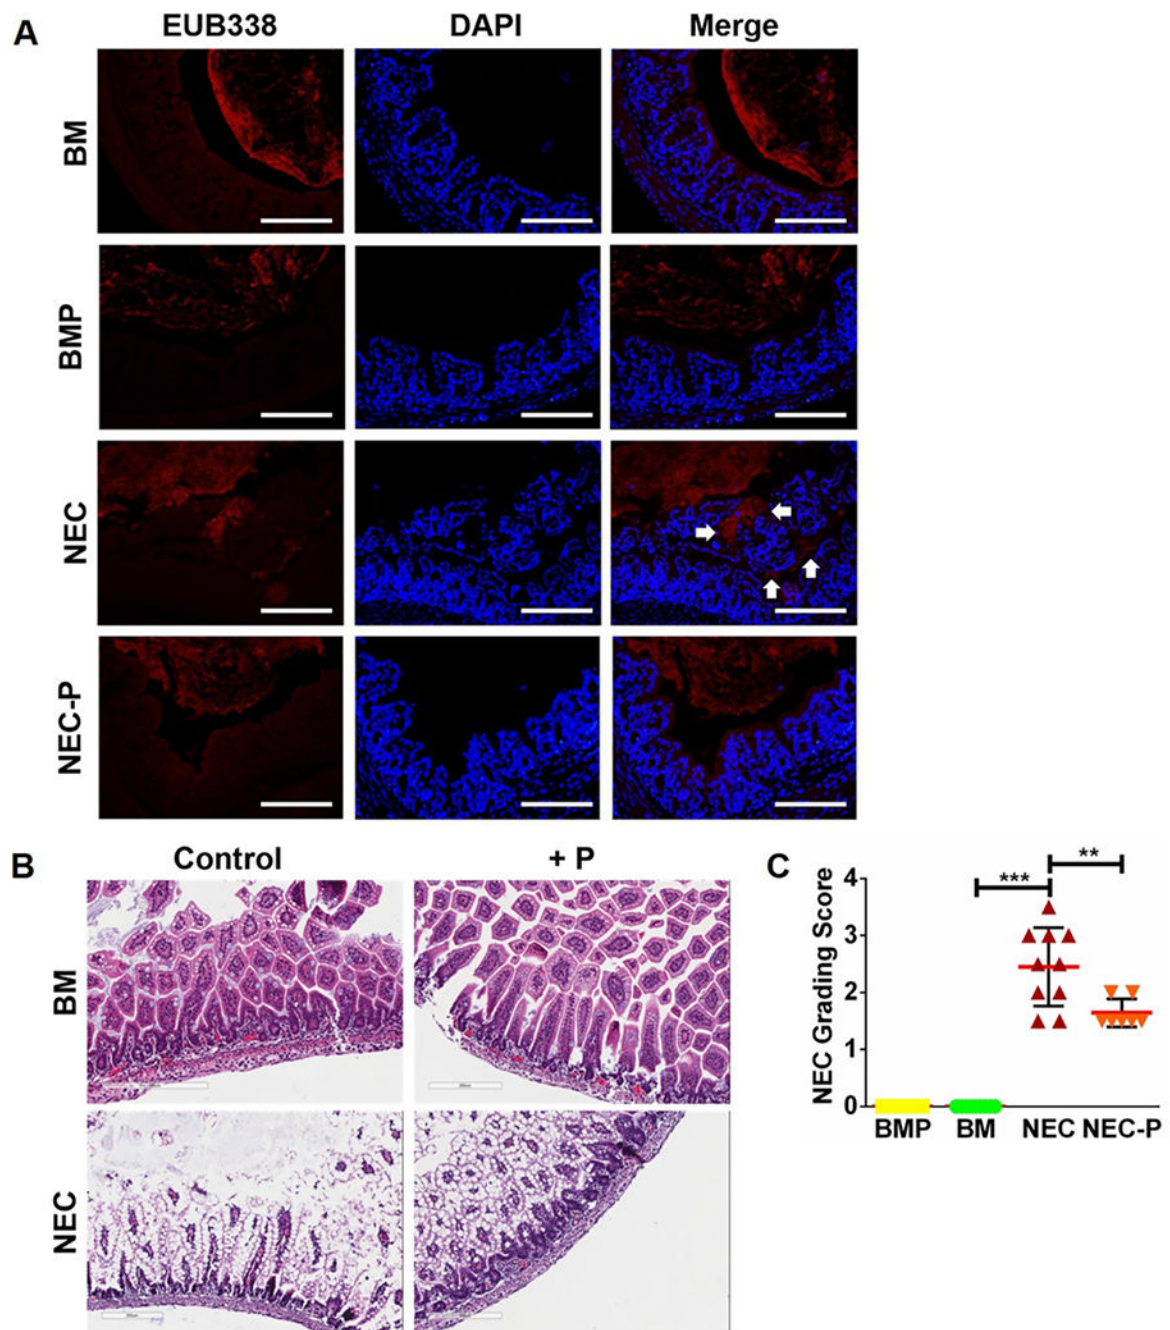 A
EUB338 DAPI Merge
BM
BMP
NEC
NEC-P
B
Control + P
BM
NEC
C
NEC Grading Score
4
3
2
1
0
*** **
BMP BM NEC NEC-P